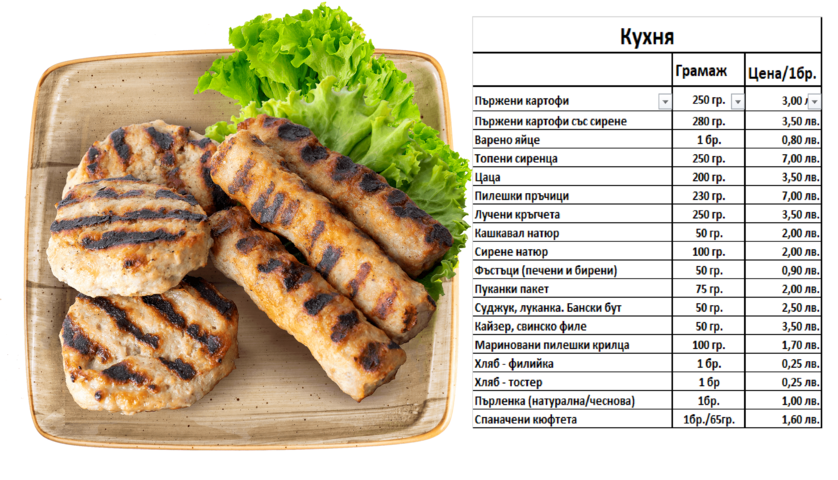 Кухня
Грамаж Цена/1бр.
Пържени картофи 250 гр. 3,00 л
Пържени картофи със сирене 280 гр. 3,50 лв.
Варено яйце 1 бр. 0,80 лв.
Топени сиренца 250 гр. 7,00 лв.
Цаца 200 гр. 3,50 лв.
Пилешки пръчици 230 гр. 7,00 лв.
Лучени кръгчета 250 гр. 3,50 лв.
Кашкавал натюр 50 гр. 2,00 лв.
Сирене натюр 100 гр. 2,00 лв.
Фъстъци (печени и бирени) 50 гр. 0,90 лв.
Пуканки пакет 75 гр. 2,00 лв.
Суджук, луканка. Бански бут 50 гр. 2,50 лв.
Кайзер, свинско филе 50 гр. 3,50 лв.
Мариновани пилешки крилца 100 гр. 1,70 лв.
Хляб - филийка 1 бр. 0,25 лв.
Хляб - тостер 1 бр 0,25 лв.
Пърленка (натурална/чеснова) 1бр. 1,00 лв.
Спаначени кюфтета 1бр./65гр. 1,60 лв.